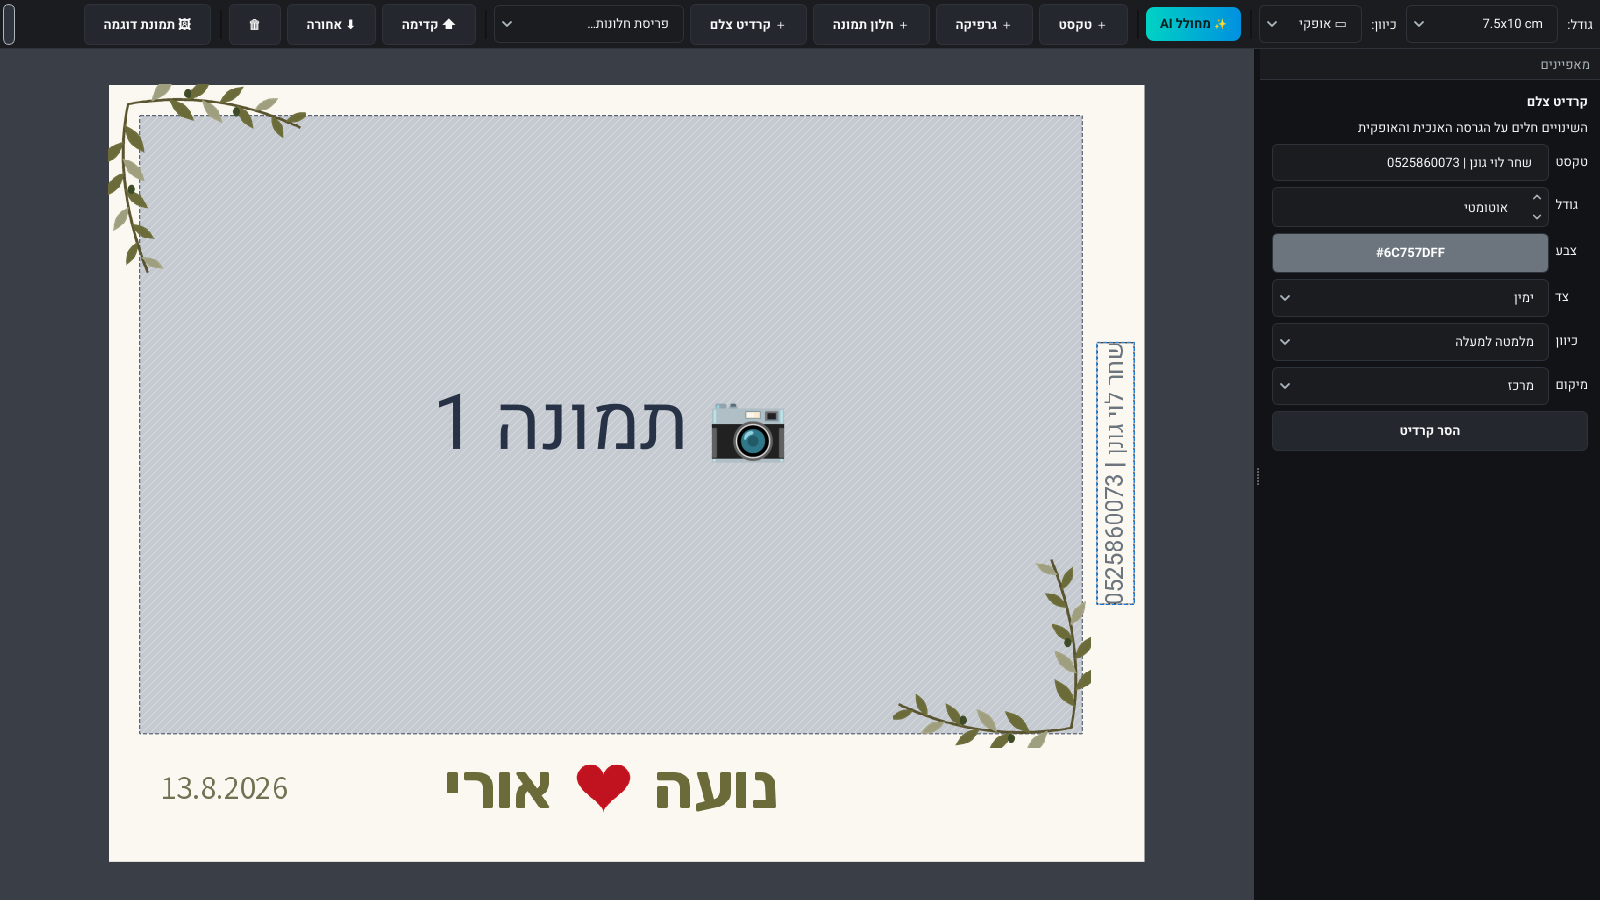 גודל:
7.5x10 cm
כיוון:
▭ אופקי
✨ מחולל AI
+ טקסט
+ גרפיקה
+ חלון תמונה
+ קרדיט צלם
פריסת חלונות...
⬆ קדימה
⬇ אחורה
🗑
🖼 תמונת דוגמה
מאפיינים
קרדיט צלם
השינויים חלים על הגרסה האנכית והאופקית
טקסט
שחר לוי גונן | 0525860073
גודל
אוטומטי
צבע
#6C757DFF
צד
ימין
כיוון
מלמטה למעלה
מיקום
מרכז
הסר קרדיט
📷 תמונה 1
שחר לוי גונן | 0525860073
נועה ❤ אורי
13.8.2026